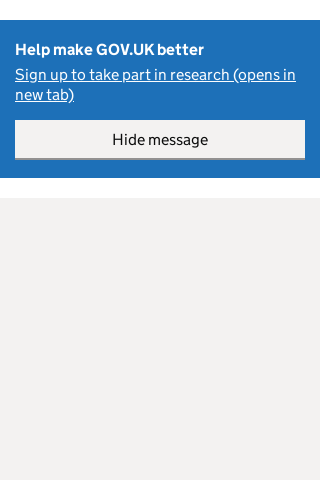 Help make GOV.UK better
Sign up to take part in research (opens in
new tab)
Hide message